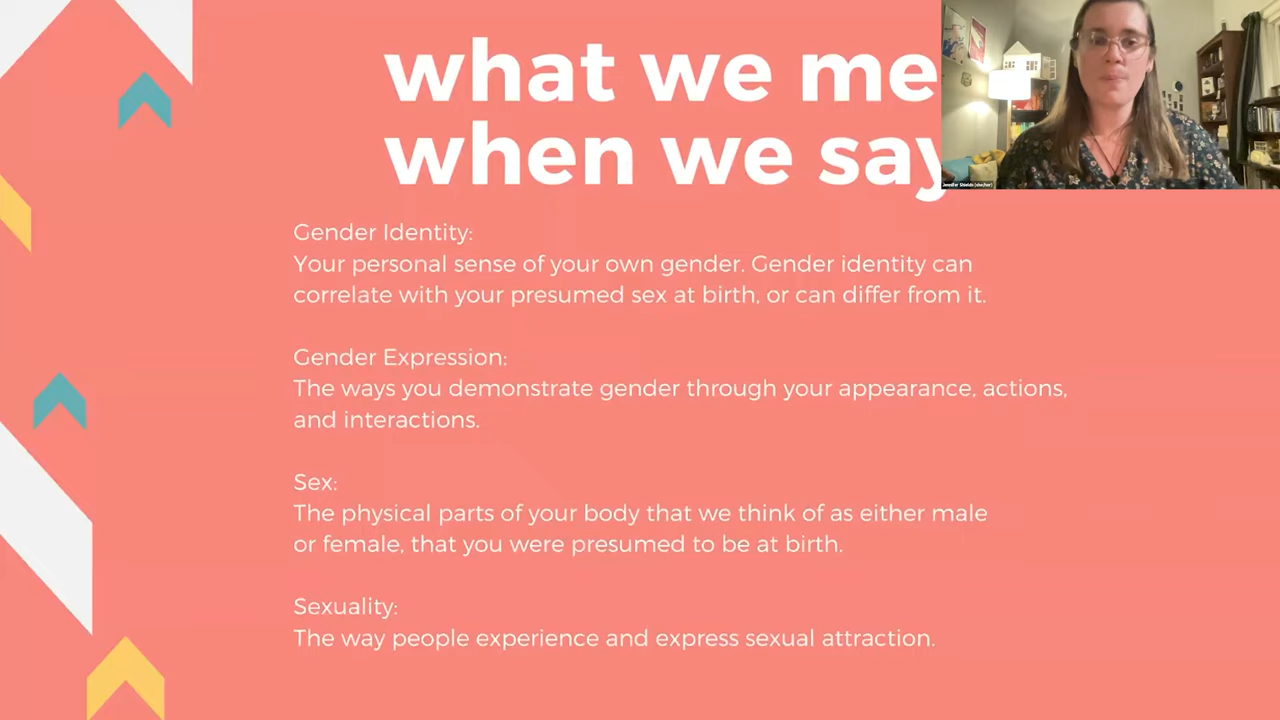 what we me
when we say
Jennifer Shields (she/her)
Gender Identity:
Your personal sense of your own gender. Gender identity can
correlate with your presumed sex at birth, or can differ from it.
Gender Expression:
The ways you demonstrate gender through your appearance, actions,
and interactions.
Sex:
The physical parts of your body that we think of as either male
or female, that you were presumed to be at birth.
Sexuality:
The way people experience and express sexual attraction.